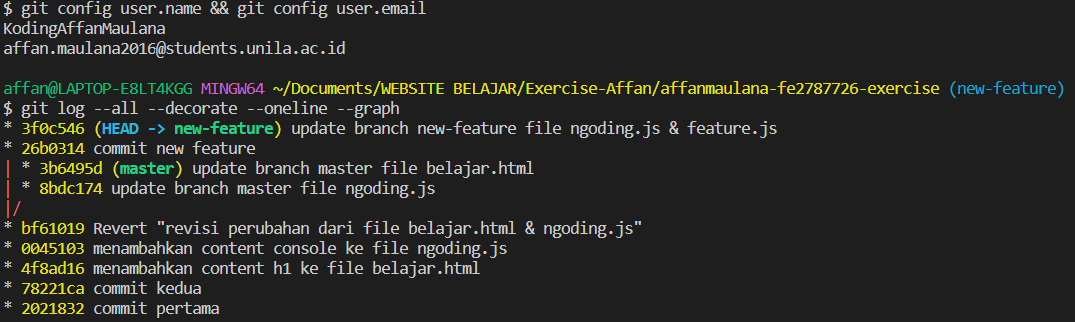 $ git config user.name && git config user.email
KodingAffanMaulana
affan.maulana2016@students.unila.ac.id
affan@LAPTOP-E8LT4KGG MINGW64 ~/Documents/WEBSITE BELAJAR/Exercise-Affan/affanmaulana-fe2787726-exercise (new-feature)
$ git log --all --decorate --oneline --graph
* 3f0c546 (HEAD -> new-feature) update branch new-feature file ngoding.js & feature.js
* 26b0314 commit new feature
| * 3b6495d (master) update branch master file belajar.html
| * 8bdc174 update branch master file ngoding.js
|/
* bf61019 Revert "revisi perubahan dari file belajar.html & ngoding.js"
* 0045103 menambahkan content console ke file ngoding.js
* 4f8ad16 menambahkan content h1 ke file belajar.html
* 78221ca commit kedua
* 2021832 commit pertama